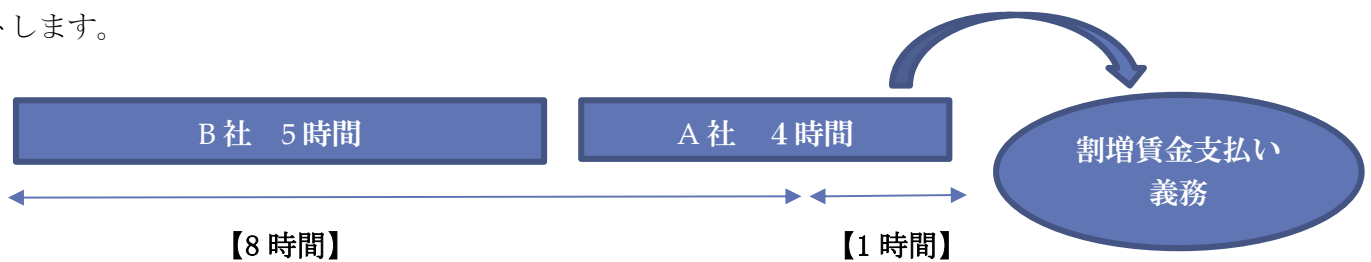 します。
B社　5時間
A社　4時間
割増賃金支払い
義務
【8時間】
【1時間】